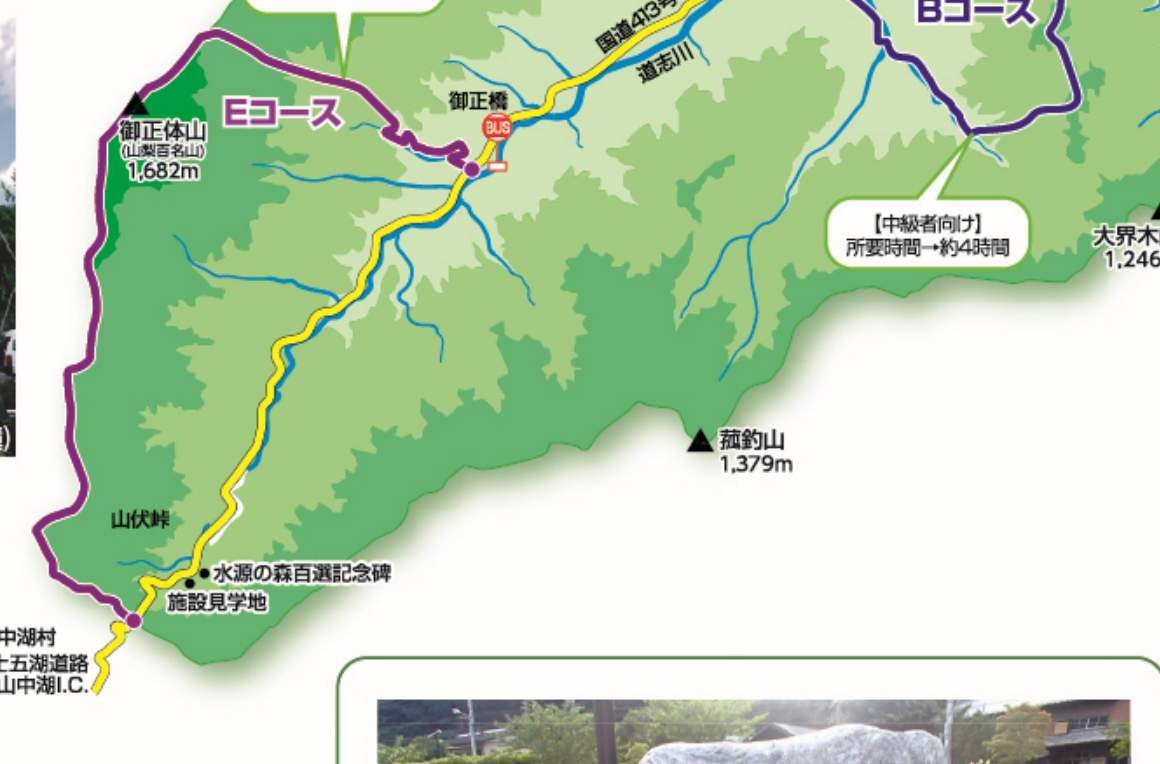 Bコース
国道413号
道志川
御正橋
BUS
Eコース
御正体山
(山梨百名山)
1,682m
【中級者向け】
所要時間→約4時間
大界木
1,246
菰釣山
1,379m
山伏峠
水源の森百選記念碑
施設見学地
中湖村
士五湖道路
山中湖I.C.